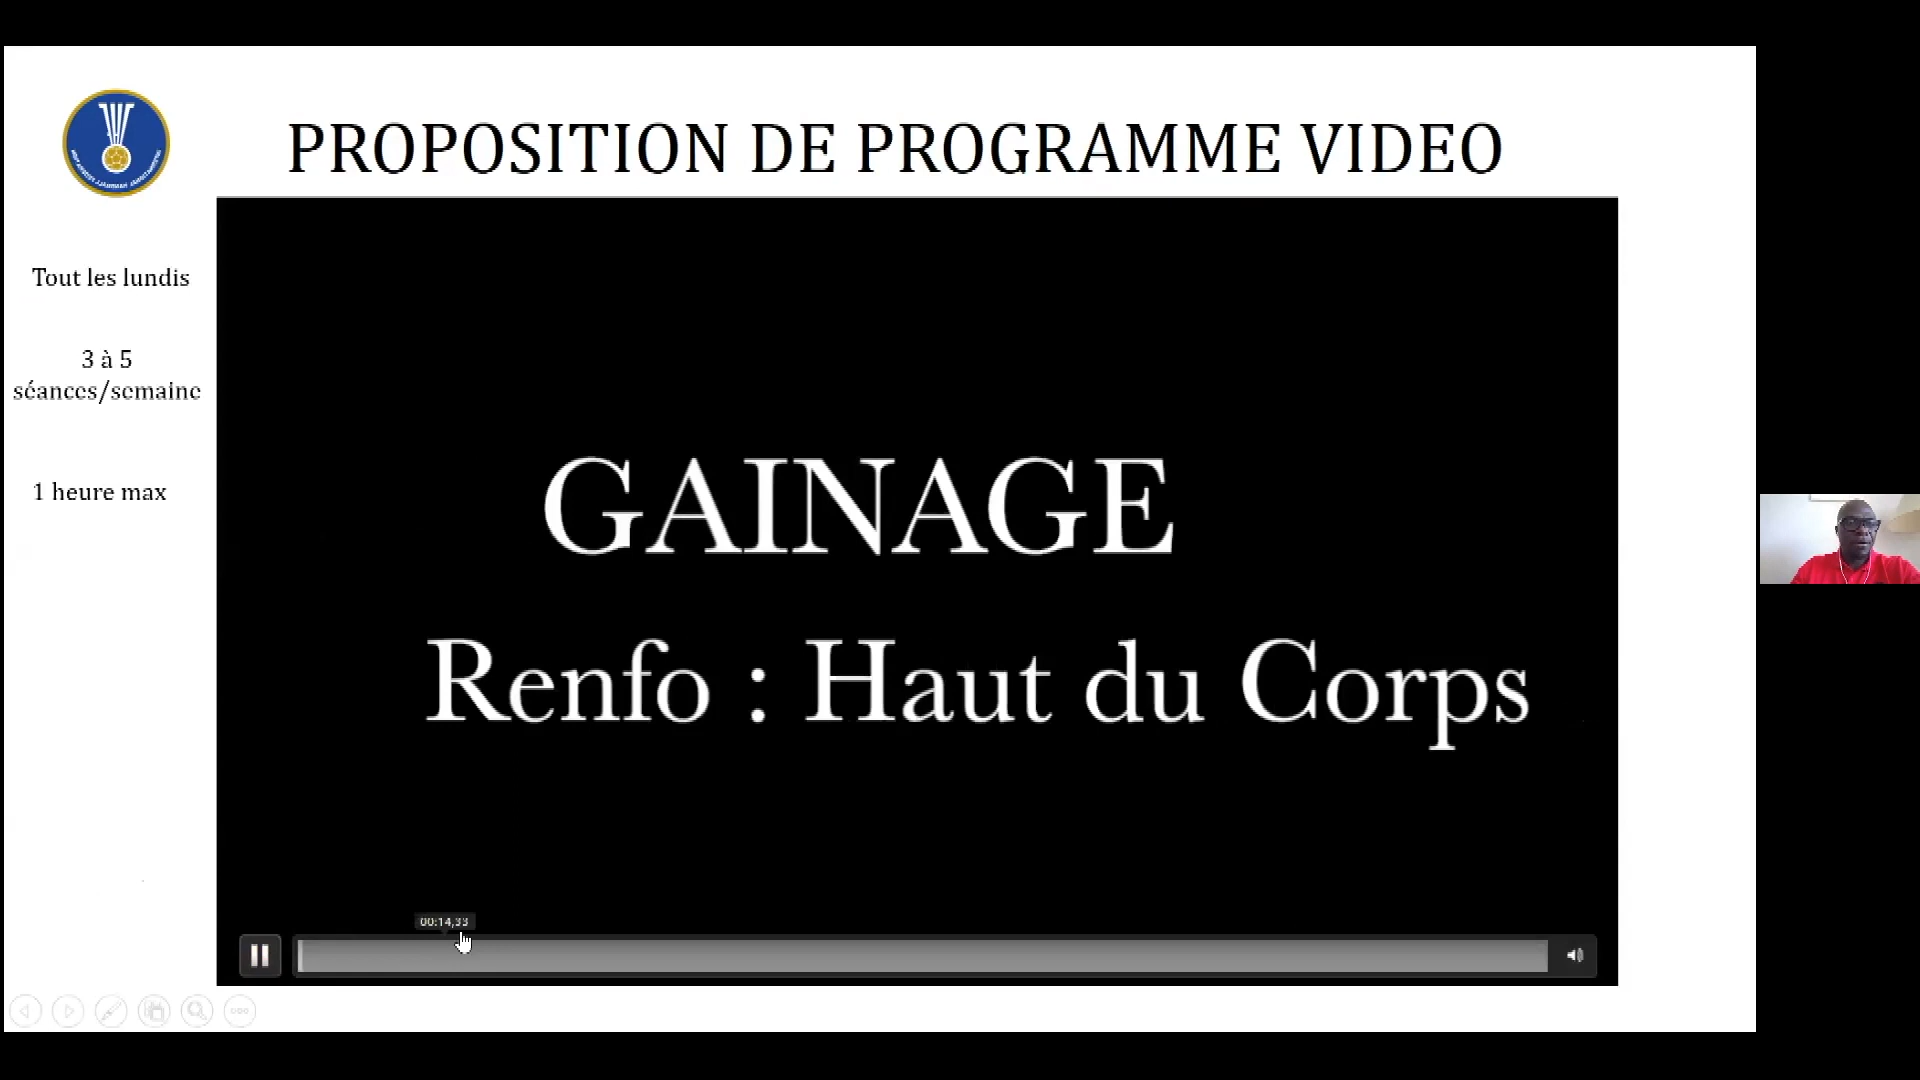 PROPOSITION DE PROGRAMME VIDEO
Tout les lundis
3 à 5
séances/semaine
1 heure max
GAINAGE
Renfo : Haut du Corps
00:14,33